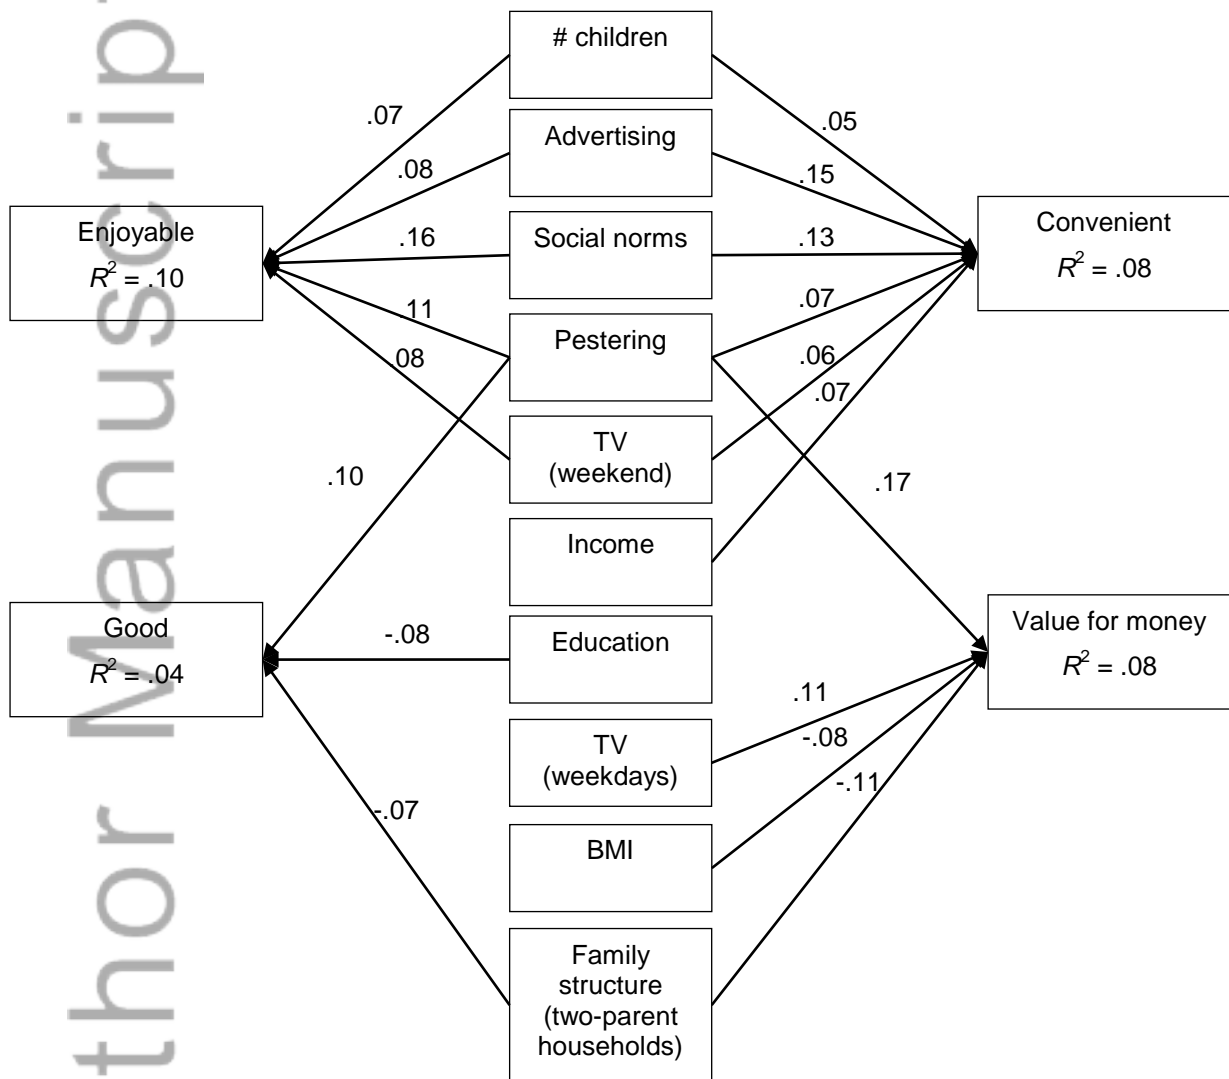 # children
.07
.05
Advertising
.08
.15
Enjoyable
R² = .10
Social norms
.16
.13
Convenient
R² = .08
.11
Pestering
.07
08
.06
.07
TV
(weekend)
.10
.17
Income
Good
R² = .04
-.08
Education
Value for money
R² = .08
.11
TV
(weekdays)
-.08
-.07
-.11
BMI
Family
structure
(two-parent
households)
thor Manuscrip